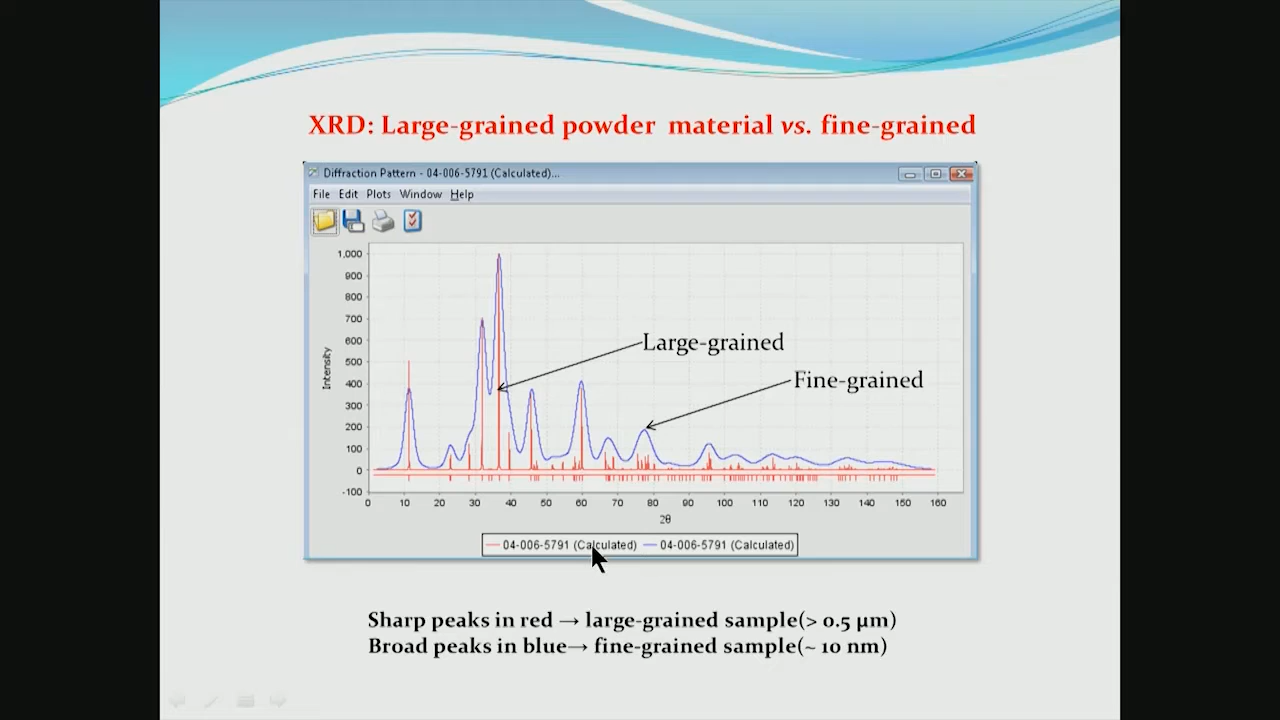 XRD: Large-grained powder material vs. fine-grained
Diffraction Pattern - 04-006-5791 (Calculated)...
File Edit Plots Window Help
1,000
900
800
700
600
500
400
300
200
100
0
-100
Intensity
Large-grained
Fine-grained
0 10 20 30 40 50 60 70 80 90 100 110 120 130 140 150 160
2θ
04-006-5791 (Calculated) 04-006-5791 (Calculated)
Sharp peaks in red → large-grained sample(> 0.5 µm)
Broad peaks in blue→ fine-grained sample(~ 10 nm)